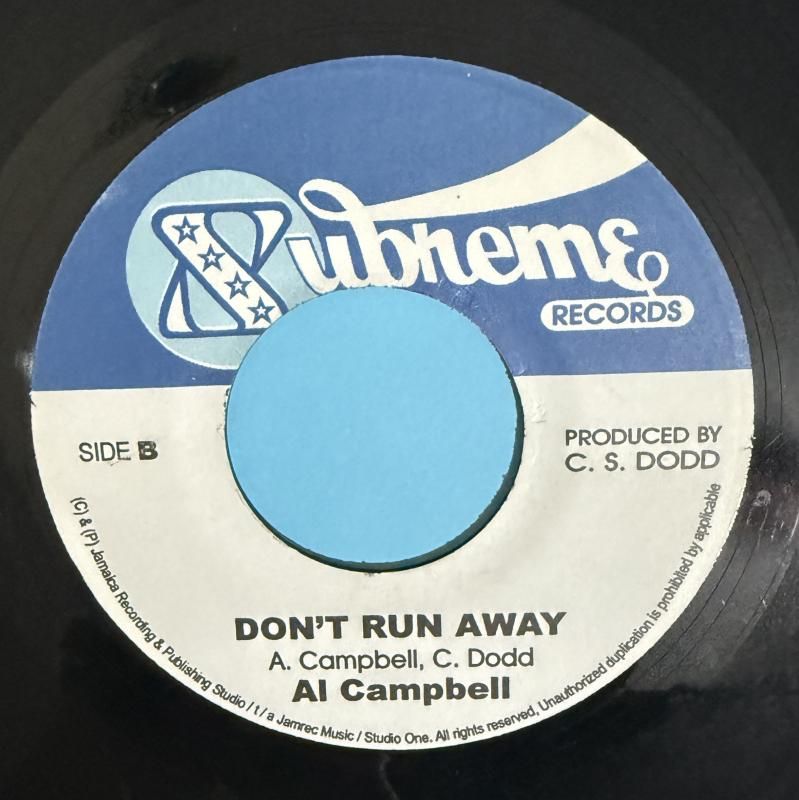 Supreme
RECORDS
SIDE B
PRODUCED BY
C. S. DODD
DON'T RUN AWAY
A. Campbell, C. Dodd
Al Campbell
(C) & (P) Jamaica Recording & Publishing Studio / t / a Jamrec Music / Studio One. All rights reserved, Unauthorized duplication is prohibited by applicable